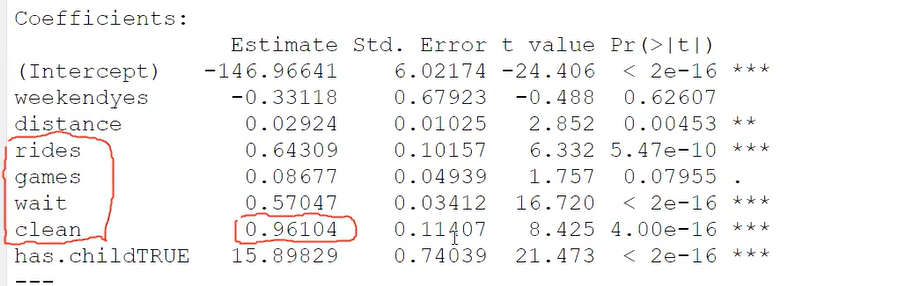 Coefficients:
Estimate Std. Error t value Pr(>|t|)
(Intercept) -146.96641 6.02174 -24.406 < 2e-16 ***
weekendyes -0.33118 0.67923 -0.488 0.62607
distance 0.02924 0.01025 2.852 0.00453 **
rides 0.64309 0.10157 6.332 5.47e-10 ***
games 0.08677 0.04939 1.757 0.07955 .
wait 0.57047 0.03412 16.720 < 2e-16 ***
clean 0.96104 0.11407 8.425 4.00e-16 ***
has.childTRUE 15.89829 0.74039 21.473 < 2e-16 ***
---